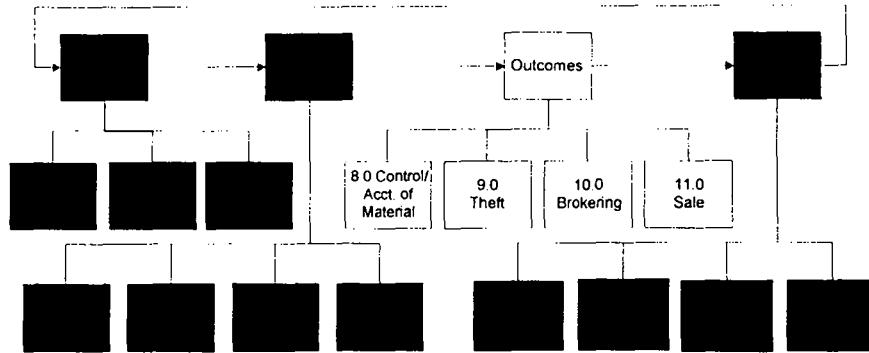 Outcomes
8.0 Control/
Acct. of
Material
9.0
Theft
10.0
Brokering
11.0
Sale